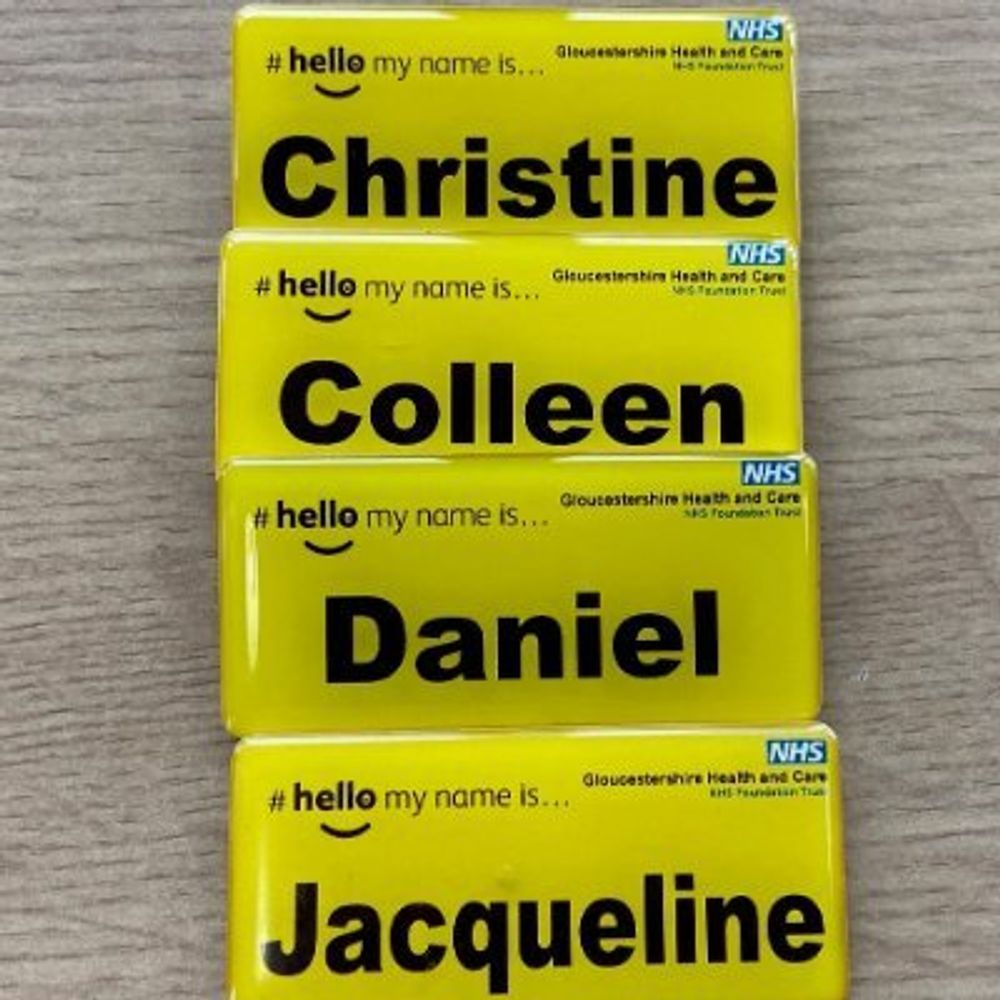 NHS
Gloucestershire Health and Care
NHS Foundation Trust
# hello my name is...
Christine
NHS
Gloucestershire Health and Care
NHS Foundation Trust
# hello my name is...
Colleen
NHS
Gloucestershire Health and Care
NHS Foundation Trust
# hello my name is...
Daniel
NHS
Gloucestershire Health and Care
NHS Foundation Trust
# hello my name is...
Jacqueline